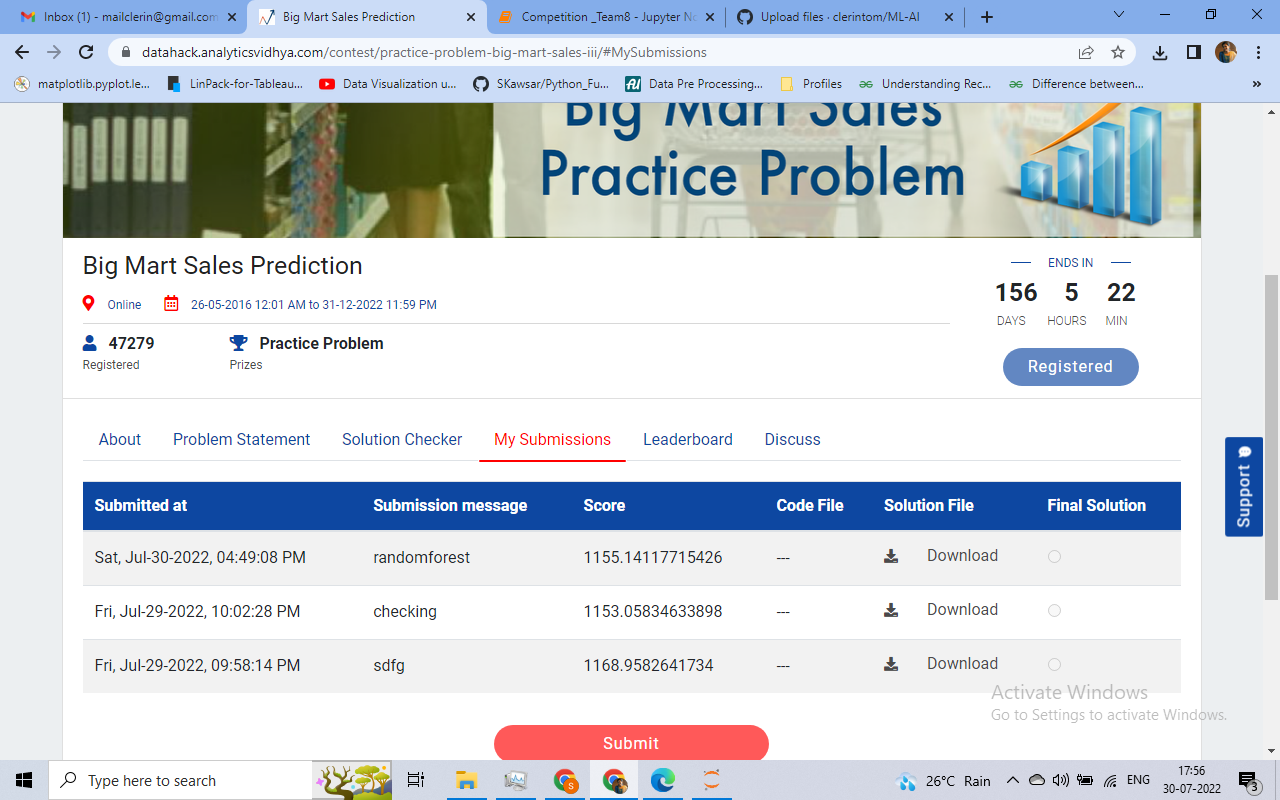 Inbox (1) - mailclerin@gmail.com
Big Mart Sales Prediction
Competition _Team8 - Jupyter No
Upload files · clerintom/ML-AI
datahack.analyticsvidhya.com/contest/practice-problem-big-mart-sales-iii/#MySubmissions
matplotlib.pyplot.le...
LinPack-for-Tableau...
Data Visualization u...
SKawsar/Python_Fu...
Data Pre Processing...
Profiles
Understanding Rec...
Difference between...
»
Big Mart Sales
Practice Problem
Big Mart Sales Prediction
Online 26-05-2016 12:01 AM to 31-12-2022 11:59 PM
47279 Practice Problem
Registered Prizes
ENDS IN
156 5 22
DAYS HOURS MIN
Registered
About Problem Statement Solution Checker My Submissions Leaderboard Discuss
Submitted at Submission message Score Code File Solution File Final Solution
Sat, Jul-30-2022, 04:49:08 PM randomforest 1155.14117715426 --- Download
Fri, Jul-29-2022, 10:02:28 PM checking 1153.05834633898 --- Download
Fri, Jul-29-2022, 09:58:14 PM sdfg 1168.9582641734 --- Download
Support
Activate Windows
Go to Settings to activate Windows.
Submit
Type here to search
S
26°C Rain
ENG
17:56
30-07-2022
3